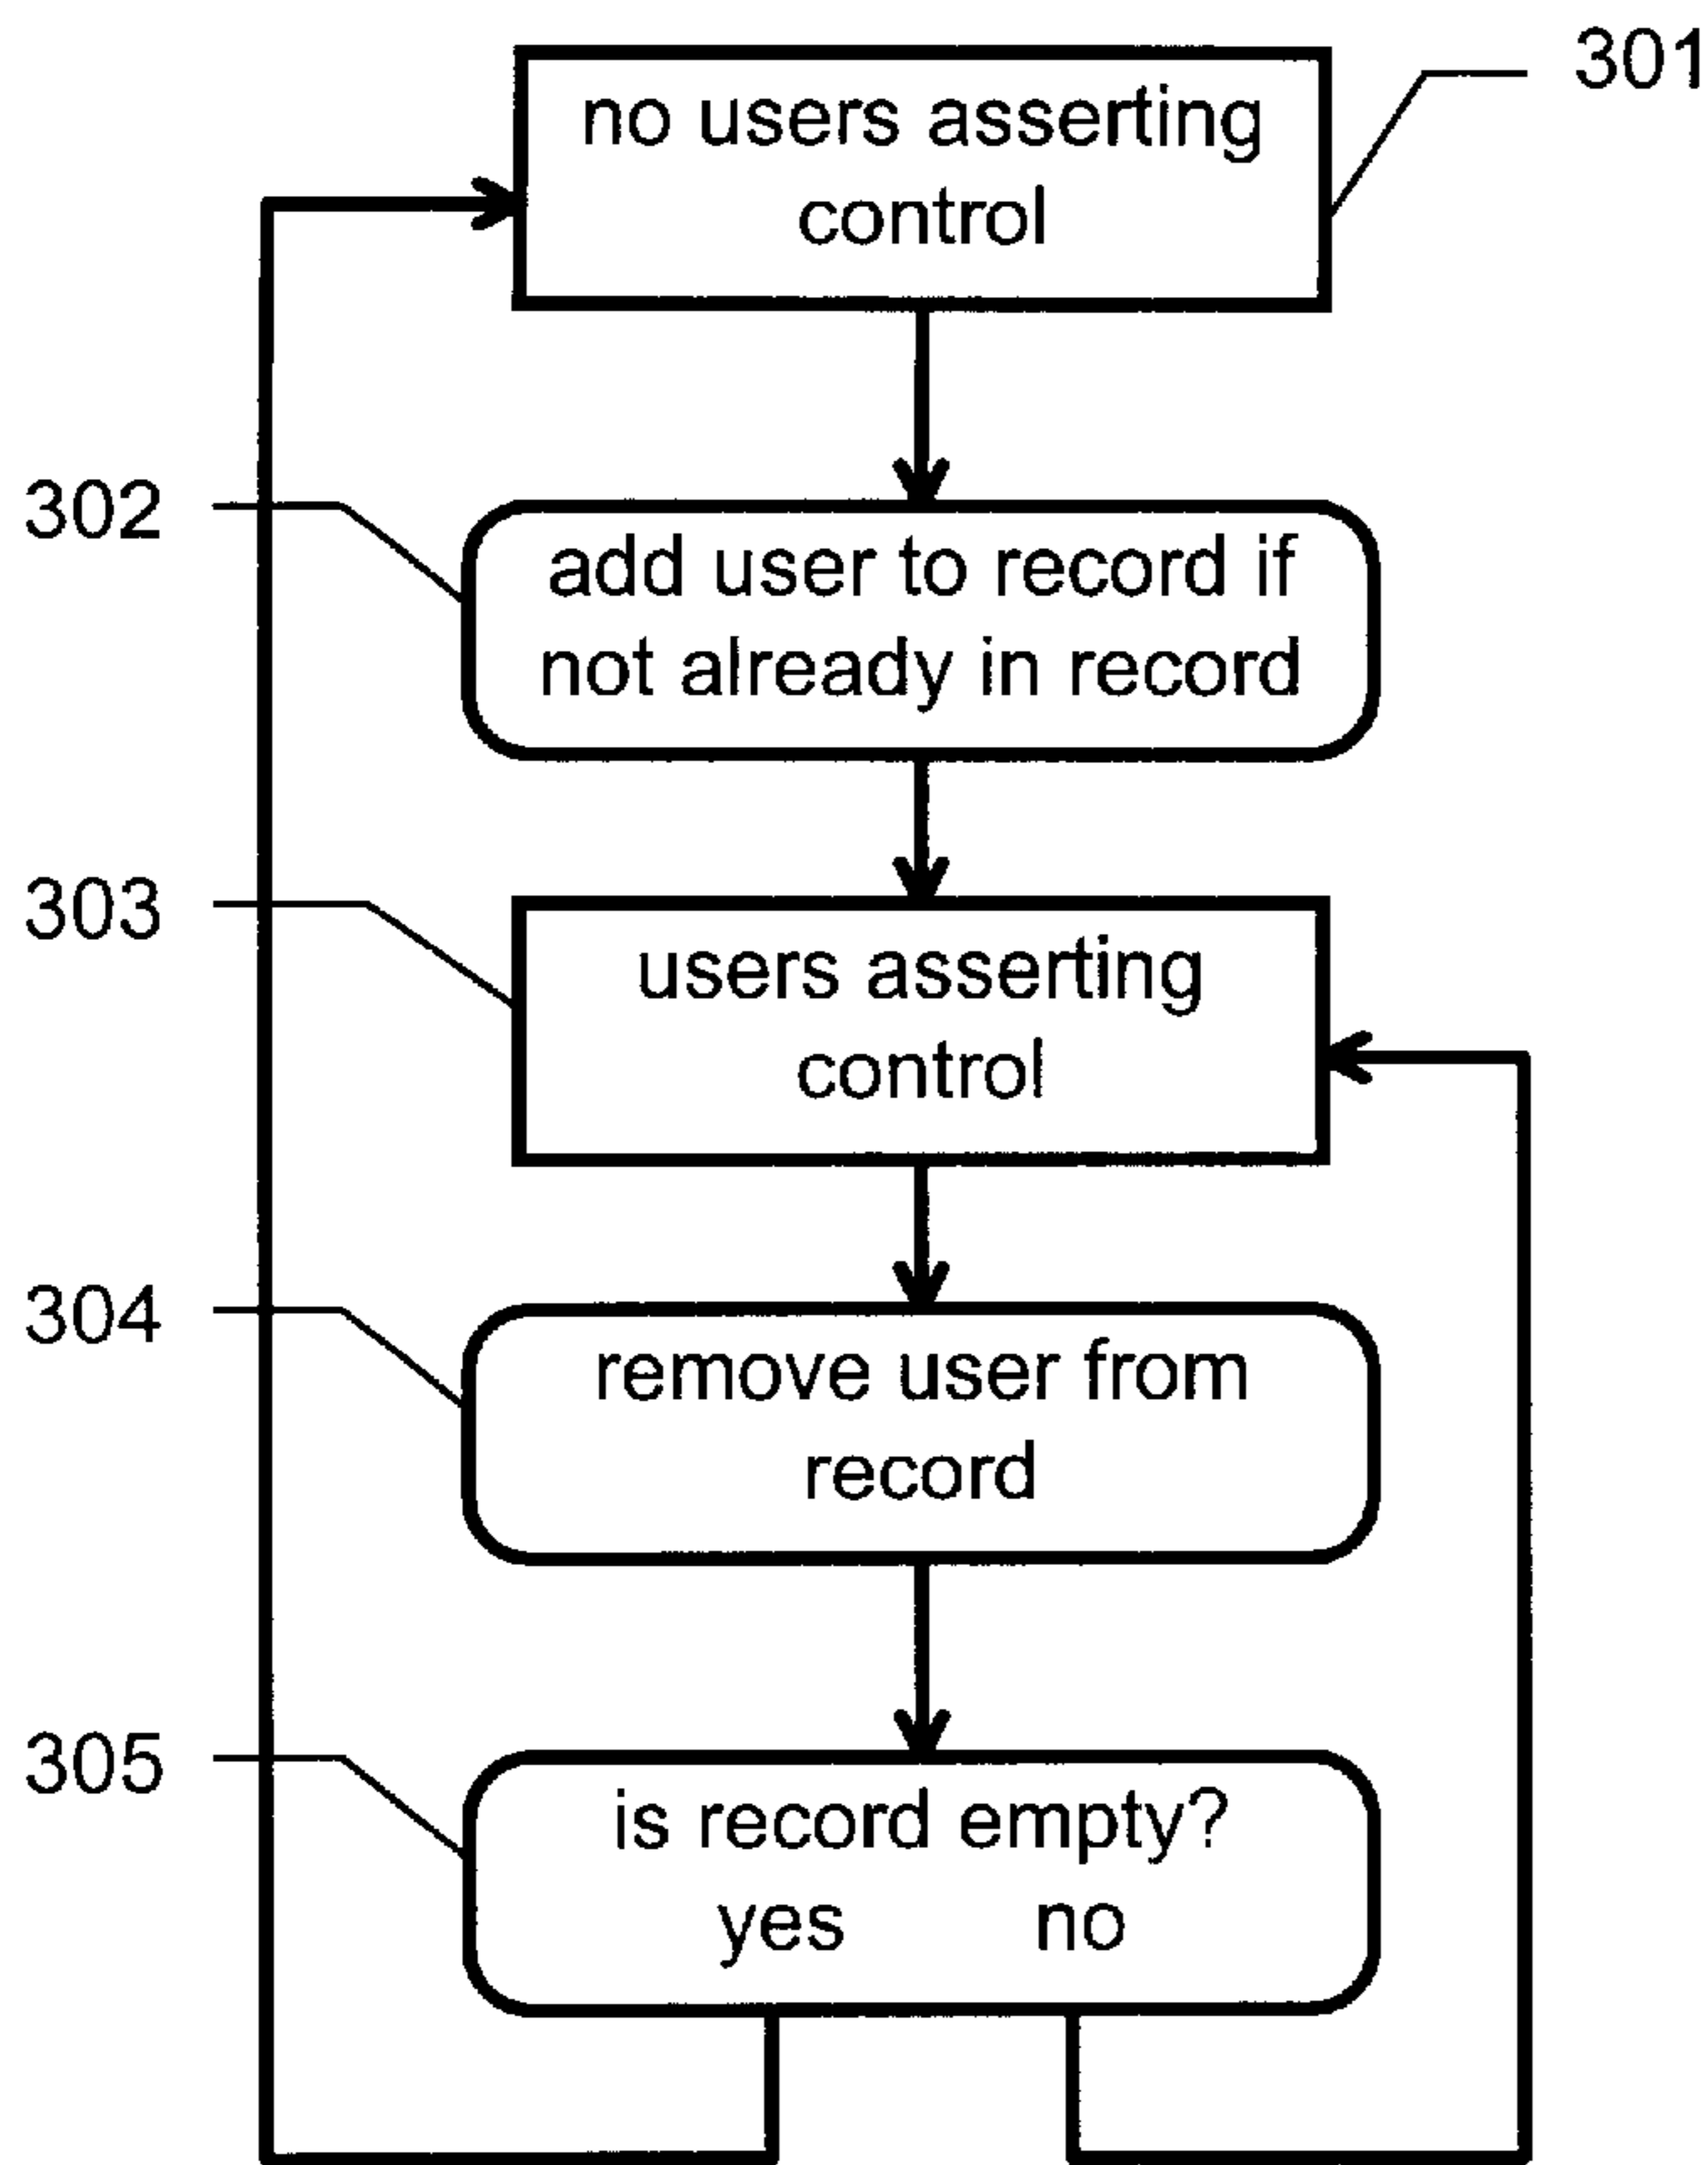 301
no users asserting
control
302
add user to record if
not already in record
303
users asserting
control
304
remove user from
record
305
is record empty?
yes no